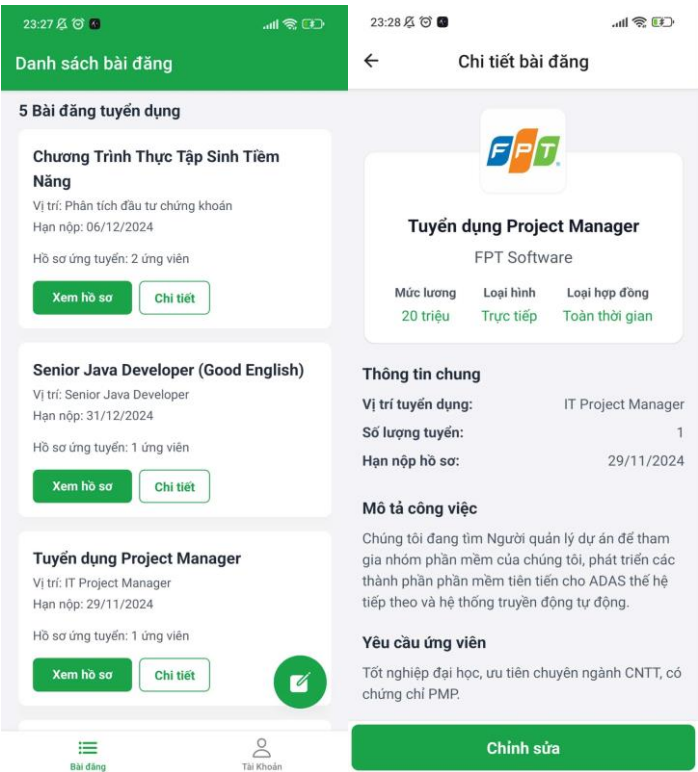 23:27
Danh sách bài đăng
5 Bài đăng tuyển dụng
Chương Trình Thực Tập Sinh Tiềm
Năng
Vị trí: Phân tích đầu tư chứng khoán
Hạn nộp: 06/12/2024
Hồ sơ ứng tuyển: 2 ứng viên
Xem hồ sơ
Chi tiết
Senior Java Developer (Good English)
Vị trí: Senior Java Developer
Hạn nộp: 31/12/2024
Hồ sơ ứng tuyển: 1 ứng viên
Xem hồ sơ
Chi tiết
Tuyển dụng Project Manager
Vị trí: IT Project Manager
Hạn nộp: 29/11/2024
Hồ sơ ứng tuyển: 1 ứng viên
Xem hồ sơ
Chi tiết
Bài đăng
Tài Khoản
23:28
Chi tiết bài đăng
FPT
Tuyển dụng Project Manager
FPT Software
Mức lương Loại hình Loại hợp đồng
20 triệu Trực tiếp Toàn thời gian
Thông tin chung
Vị trí tuyển dụng: IT Project Manager
Số lượng tuyển: 1
Hạn nộp hồ sơ: 29/11/2024
Mô tả công việc
Chúng tôi đang tìm Người quản lý dự án để tham
gia nhóm phần mềm của chúng tôi, phát triển các
thành phần phần mềm tiên tiến cho ADAS thế hệ
tiếp theo và hệ thống truyền động tự động.
Yêu cầu ứng viên
Tốt nghiệp đại học, ưu tiên chuyên ngành CNTT, có
chứng chỉ PMP.
Chỉnh sửa